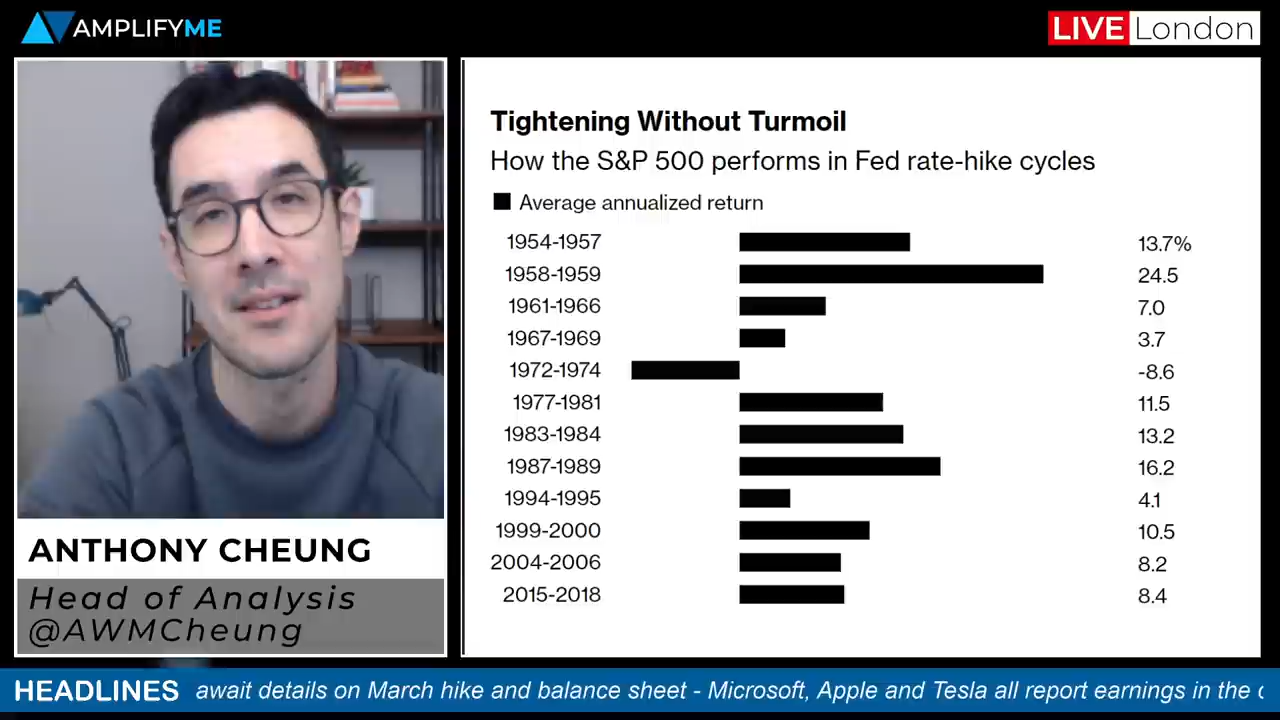 AMPLIFYME
LIVE London
Tightening Without Turmoil
How the S&P 500 performs in Fed rate-hike cycles
Average annualized return
1954-1957 13.7%
1958-1959 24.5
1961-1966 7.0
1967-1969 3.7
1972-1974 -8.6
1977-1981 11.5
1983-1984 13.2
1987-1989 16.2
1994-1995 4.1
1999-2000 10.5
2004-2006 8.2
2015-2018 8.4
ANTHONY CHEUNG
Head of Analysis
@AWMCheung
HEADLINES await details on March hike and balance sheet - Microsoft, Apple and Tesla all report earnings in the